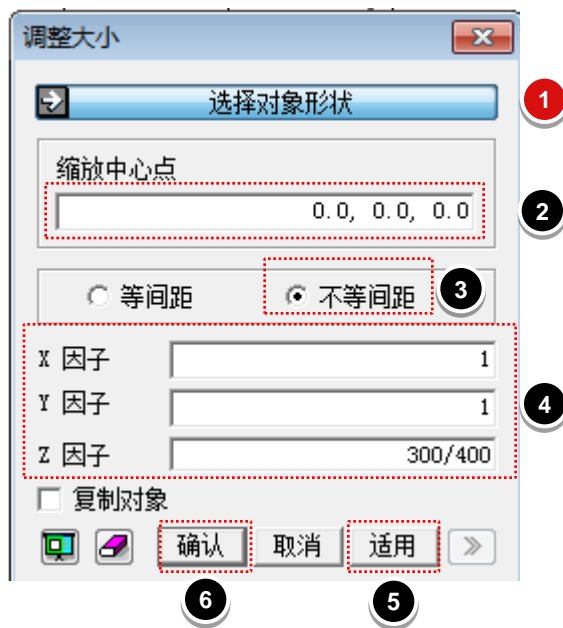 调整大小
选择对象形状
1
缩放中心点
0.0, 0.0, 0.0
2
等间距 不等间距
3
X 因子 1
Y 因子 1
4
Z 因子 300/400
复制对象
确认 取消 适用
6 5